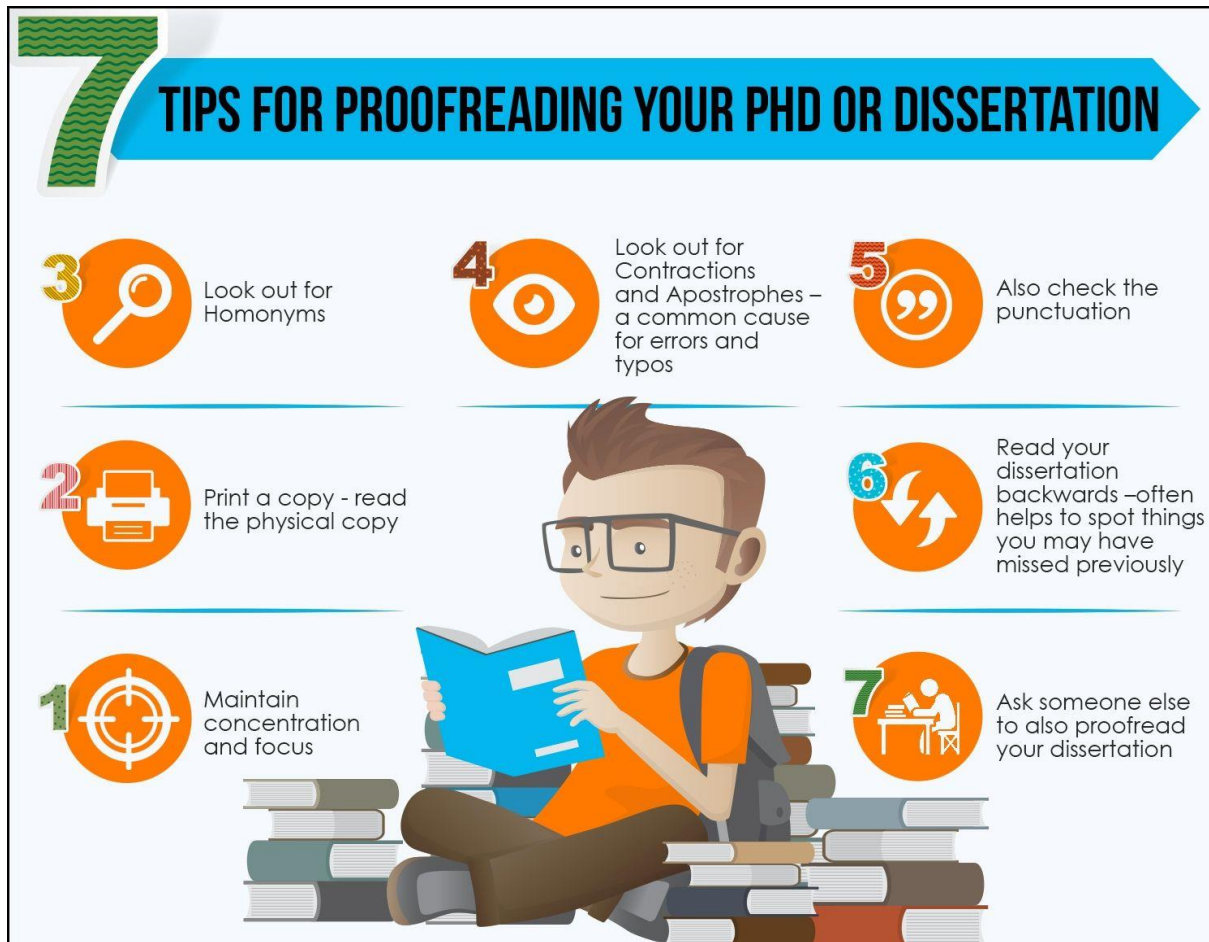 7
TIPS FOR PROOFREADING YOUR PHD OR DISSERTATION
3
Look out for
Homonyms
4
Look out for
Contractions
and Apostrophes –
a common cause
for errors and
typos
5
Also check the
punctuation
2
Print a copy - read
the physical copy
6
Read your
dissertation
backwards –often
helps to spot things
you may have
missed previously
1
Maintain
concentration
and focus
7
Ask someone else
to also proofread
your dissertation